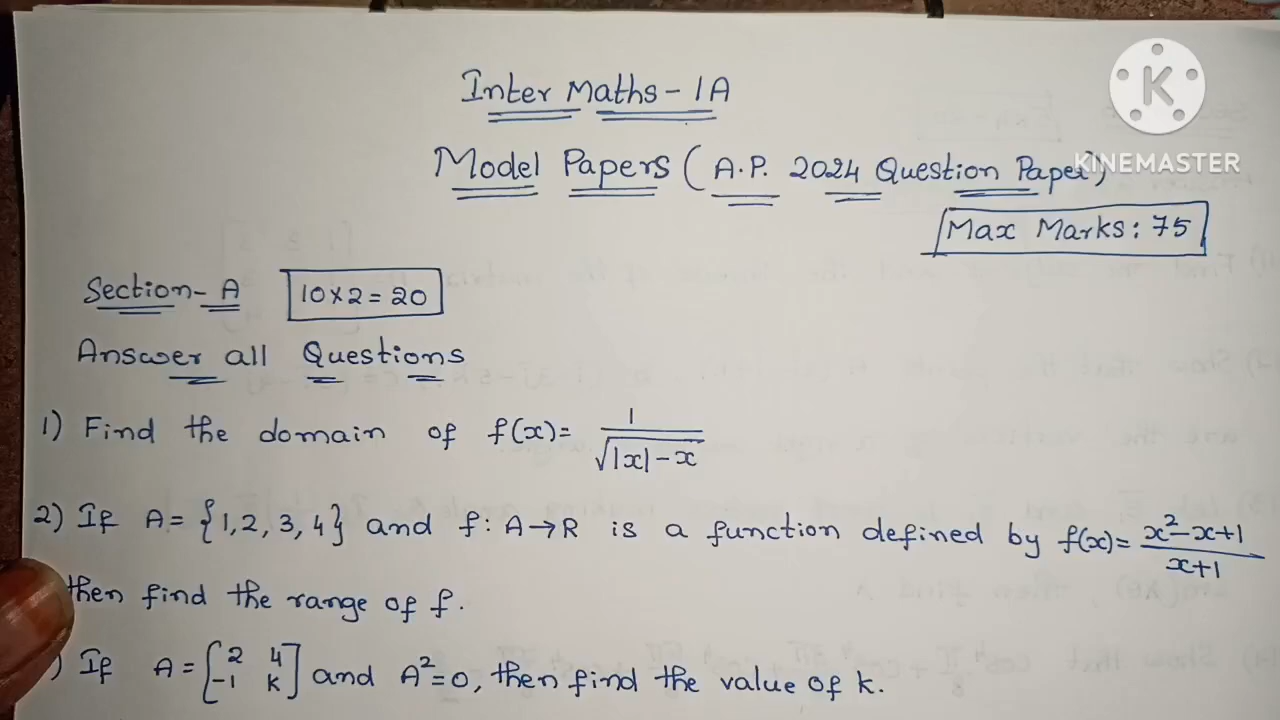 Inter Maths-IA
Model Papers (A.P. 2024 Question Paper)
K
KINEMASTER
Max Marks: 75
Section-A 10×2=20
Answer all Questions
1) Find the domain of f(x)= 1/√(|x|-x)
2) If A= {1,2,3,4} and f: A→R is a function defined by f(x)= (x²-x+1)/(x+1)
then find the range of f.
) If A= [2 4; -1 k] and A²=0, then find the value of k.